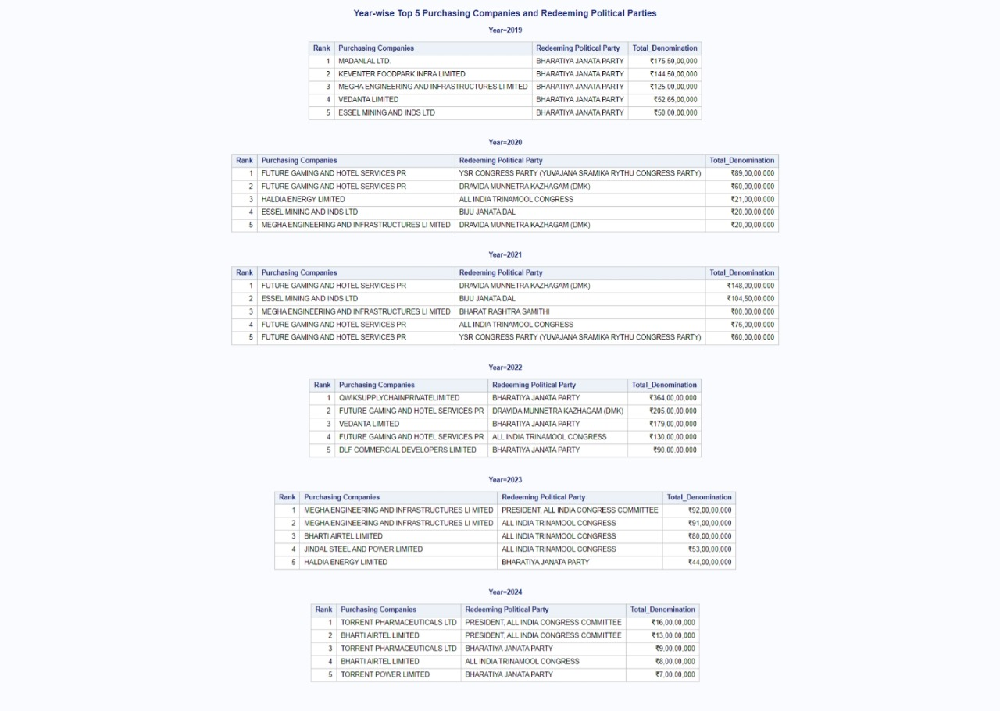 Year-wise Top 5 Purchasing Companies and Redeeming Political Parties
Year=2019
Rank Purchasing Companies Redeeming Political Party Total_Denomination
1 MADANLAL LTD. BHARATIYA JANATA PARTY ₹175,50,00,000
2 KEVENTER FOODPARK INFRA LIMITED BHARATIYA JANATA PARTY ₹144,50,00,000
3 MEGHA ENGINEERING AND INFRASTRUCTURES LI MITED BHARATIYA JANATA PARTY ₹125,00,00,000
4 VEDANTA LIMITED BHARATIYA JANATA PARTY ₹52,65,00,000
5 ESSEL MINING AND INDS LTD BHARATIYA JANATA PARTY ₹50,00,00,000
Year=2020
Rank Purchasing Companies Redeeming Political Party Total_Denomination
1 FUTURE GAMING AND HOTEL SERVICES PR YSR CONGRESS PARTY (YUVAJANA SRAMIKA RYTHU CONGRESS PARTY) ₹89,00,00,000
2 FUTURE GAMING AND HOTEL SERVICES PR DRAVIDA MUNNETRA KAZHAGAM (DMK) ₹60,00,00,000
3 HALDIA ENERGY LIMITED ALL INDIA TRINAMOOL CONGRESS ₹21,00,00,000
4 ESSEL MINING AND INDS LTD BIJU JANATA DAL ₹20,00,00,000
5 MEGHA ENGINEERING AND INFRASTRUCTURES LI MITED DRAVIDA MUNNETRA KAZHAGAM (DMK) ₹20,00,00,000
Year=2021
Rank Purchasing Companies Redeeming Political Party Total_Denomination
1 FUTURE GAMING AND HOTEL SERVICES PR DRAVIDA MUNNETRA KAZHAGAM (DMK) ₹148,00,00,000
2 ESSEL MINING AND INDS LTD BIJU JANATA DAL ₹104,50,00,000
3 MEGHA ENGINEERING AND INFRASTRUCTURES LI MITED BHARAT RASHTRA SAMITHI
4 FUTURE GAMING AND HOTEL SERVICES PR ALL INDIA TRINAMOOL CONGRESS ₹76,00,00,000
5 FUTURE GAMING AND HOTEL SERVICES PR YSR CONGRESS PARTY (YUVAJANA SRAMIKA RYTHU CONGRESS PARTY) ₹60,00,00,000
Year=2022
Rank Purchasing Companies Redeeming Political Party Total_Denomination
1 QWIKSUPPLYCHAINPRIVATELIMITED BHARATIYA JANATA PARTY ₹364,00,00,000
2 FUTURE GAMING AND HOTEL SERVICES PR DRAVIDA MUNNETRA KAZHAGAM (DMK) ₹205,00,00,000
3 VEDANTA LIMITED BHARATIYA JANATA PARTY ₹179,00,00,000
4 FUTURE GAMING AND HOTEL SERVICES PR ALL INDIA TRINAMOOL CONGRESS ₹130,00,00,000
5 DLF COMMERCIAL DEVELOPERS LIMITED BHARATIYA JANATA PARTY ₹90,00,00,000
Year=2023
Rank Purchasing Companies Redeeming Political Party Total_Denomination
1 MEGHA ENGINEERING AND INFRASTRUCTURES LI MITED PRESIDENT, ALL INDIA CONGRESS COMMITTEE ₹92,00,00,000
2 MEGHA ENGINEERING AND INFRASTRUCTURES LI MITED ALL INDIA TRINAMOOL CONGRESS ₹91,00,00,000
3 BHARTI AIRTEL LIMITED ALL INDIA TRINAMOOL CONGRESS ₹80,00,00,000
4 JINDAL STEEL AND POWER LIMITED ALL INDIA TRINAMOOL CONGRESS ₹53,00,00,000
5 HALDIA ENERGY LIMITED BHARATIYA JANATA PARTY ₹44,00,00,000
Year=2024
Rank Purchasing Companies Redeeming Political Party Total_Denomination
1 TORRENT PHARMACEUTICALS LTD PRESIDENT, ALL INDIA CONGRESS COMMITTEE ₹16,00,00,000
2 BHARTI AIRTEL LIMITED PRESIDENT, ALL INDIA CONGRESS COMMITTEE ₹13,00,00,000
3 TORRENT PHARMACEUTICALS LTD BHARATIYA JANATA PARTY ₹9,00,00,000
4 BHARTI AIRTEL LIMITED ALL INDIA TRINAMOOL CONGRESS ₹8,00,00,000
5 TORRENT POWER LIMITED BHARATIYA JANATA PARTY ₹7,00,00,000